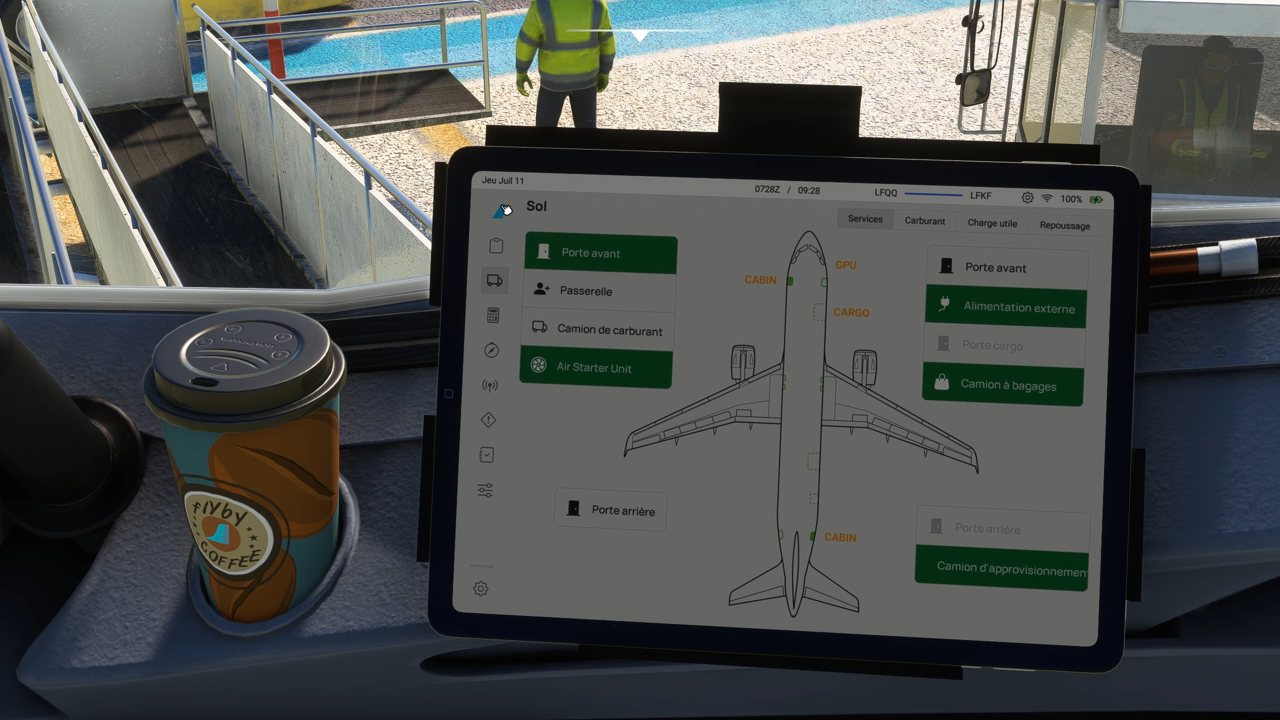 Jeu Juil 11
0728Z / 09:28
LFQQ
LFKF
100%
Sol
Services
Carburant
Charge utile
Repoussage
Porte avant
Passerelle
Camion de carburant
Air Starter Unit
CABIN
GPU
CARGO
Porte avant
Alimentation externe
Porte cargo
Camion à bagages
Porte arrière
CABIN
Porte arrière
Camion d'approvisionnemen
flyby
COFFEE